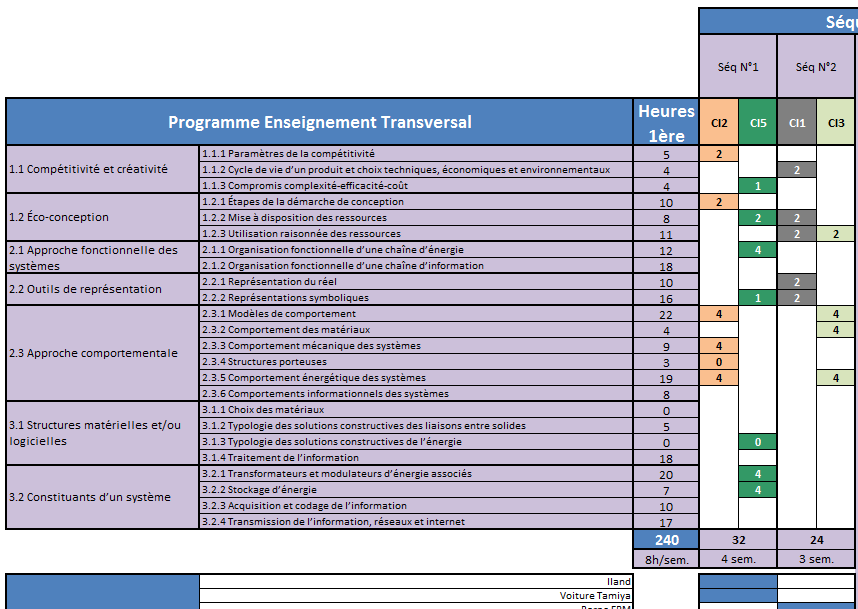 Séq
Séq N°1 Séq N°2
Programme Enseignement Transversal Heures 1ère CI2 CI5 CI1 CI3
1.1 Compétitivité et créativité
1.1.1 Paramètres de la compétitivité 5 2
1.1.2 Cycle de vie d’un produit et choix techniques, économiques et environnementaux 4 2
1.1.3 Compromis complexité-efficacité-coût 4 1
1.2 Éco-conception
1.2.1 Étapes de la démarche de conception 10 2
1.2.2 Mise à disposition des ressources 8 2 2
1.2.3 Utilisation raisonnée des ressources 11 2 2
2.1 Approche fonctionnelle des
systèmes
2.1.1 Organisation fonctionnelle d’une chaîne d’énergie 12 4
2.1.2 Organisation fonctionnelle d’une chaîne d’information 18
2.2 Outils de représentation
2.2.1 Représentation du réel 10 2
2.2.2 Représentations symboliques 16 1 2
2.3 Approche comportementale
2.3.1 Modèles de comportement 22 4 4
2.3.2 Comportement des matériaux 4 4
2.3.3 Comportement mécanique des systèmes 9 4
2.3.4 Structures porteuses 3 0
2.3.5 Comportement énergétique des systèmes 19 4 4
2.3.6 Comportements informationnels des systèmes 8
3.1 Structures matérielles et/ou
logicielles
3.1.1 Choix des matériaux 0
3.1.2 Typologie des solutions constructives des liaisons entre solides 5
3.1.3 Typologie des solutions constructives de l’énergie 0 0
3.1.4 Traitement de l’information 18
3.2 Constituants d’un système
3.2.1 Transformateurs et modulateurs d’énergie associés 20 4
3.2.2 Stockage d’énergie 7 4
3.2.3 Acquisition et codage de l’information 10
3.2.4 Transmission de l’information, réseaux et internet 17
240 32 24
8h/sem. 4 sem. 3 sem.
Iland
Voiture Tamiya